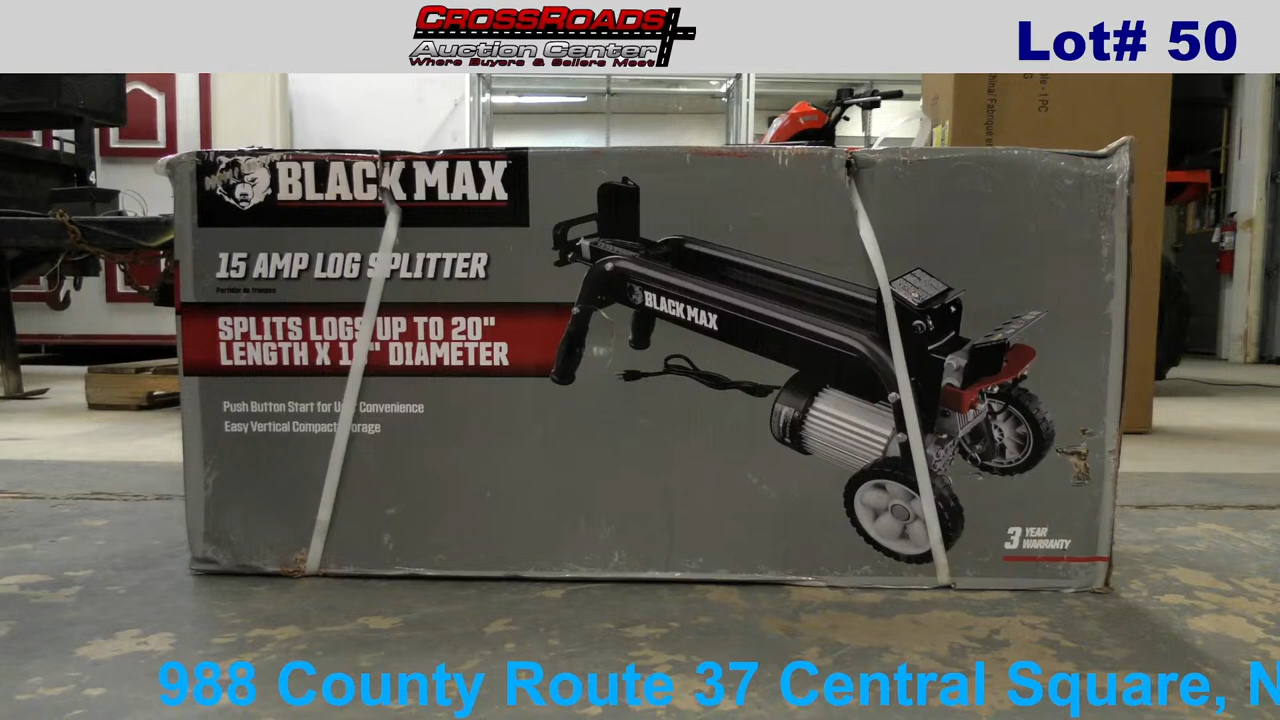 CROSSROADS
Auction Center
Where Buyers & Sellers Meet
Lot# 50
BLACK MAX
15 AMP LOG SPLITTER
SPLITS LOGS UP TO 20"
LENGTH X " DIAMETER
Push Button Start for Convenience
Easy Vertical Compact
BLACK MAX
3 YEAR
WARRANTY
988 County Route 37 Central Square, N